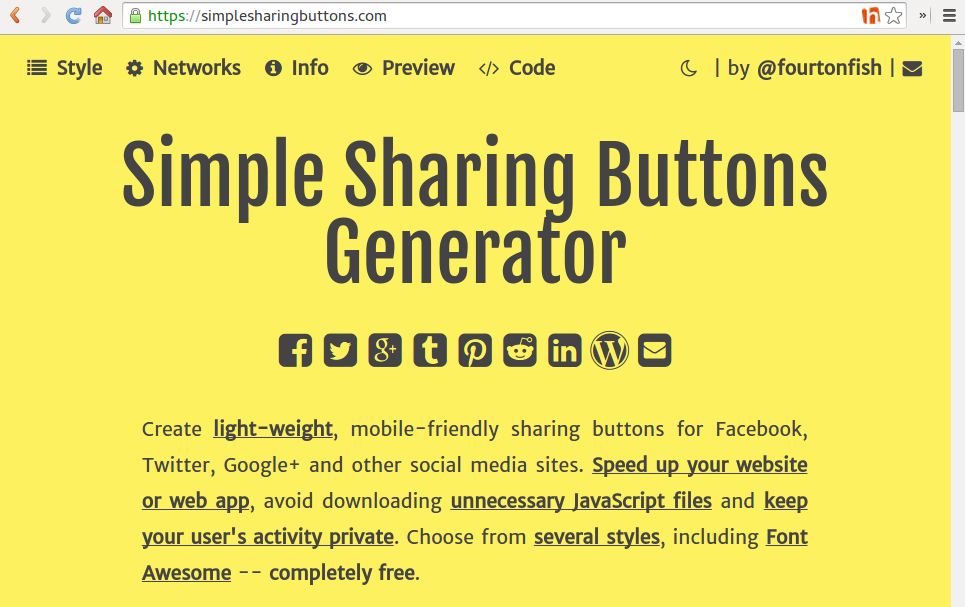 https://simplesharingbuttons.com
Style Networks Info Preview </> Code | by @fourtonfish |
Simple Sharing Buttons
Generator
Create light-weight, mobile-friendly sharing buttons for Facebook,
Twitter, Google+ and other social media sites. Speed up your website
or web app, avoid downloading unnecessary JavaScript files and keep
your user's activity private. Choose from several styles, including Font
Awesome -- completely free.